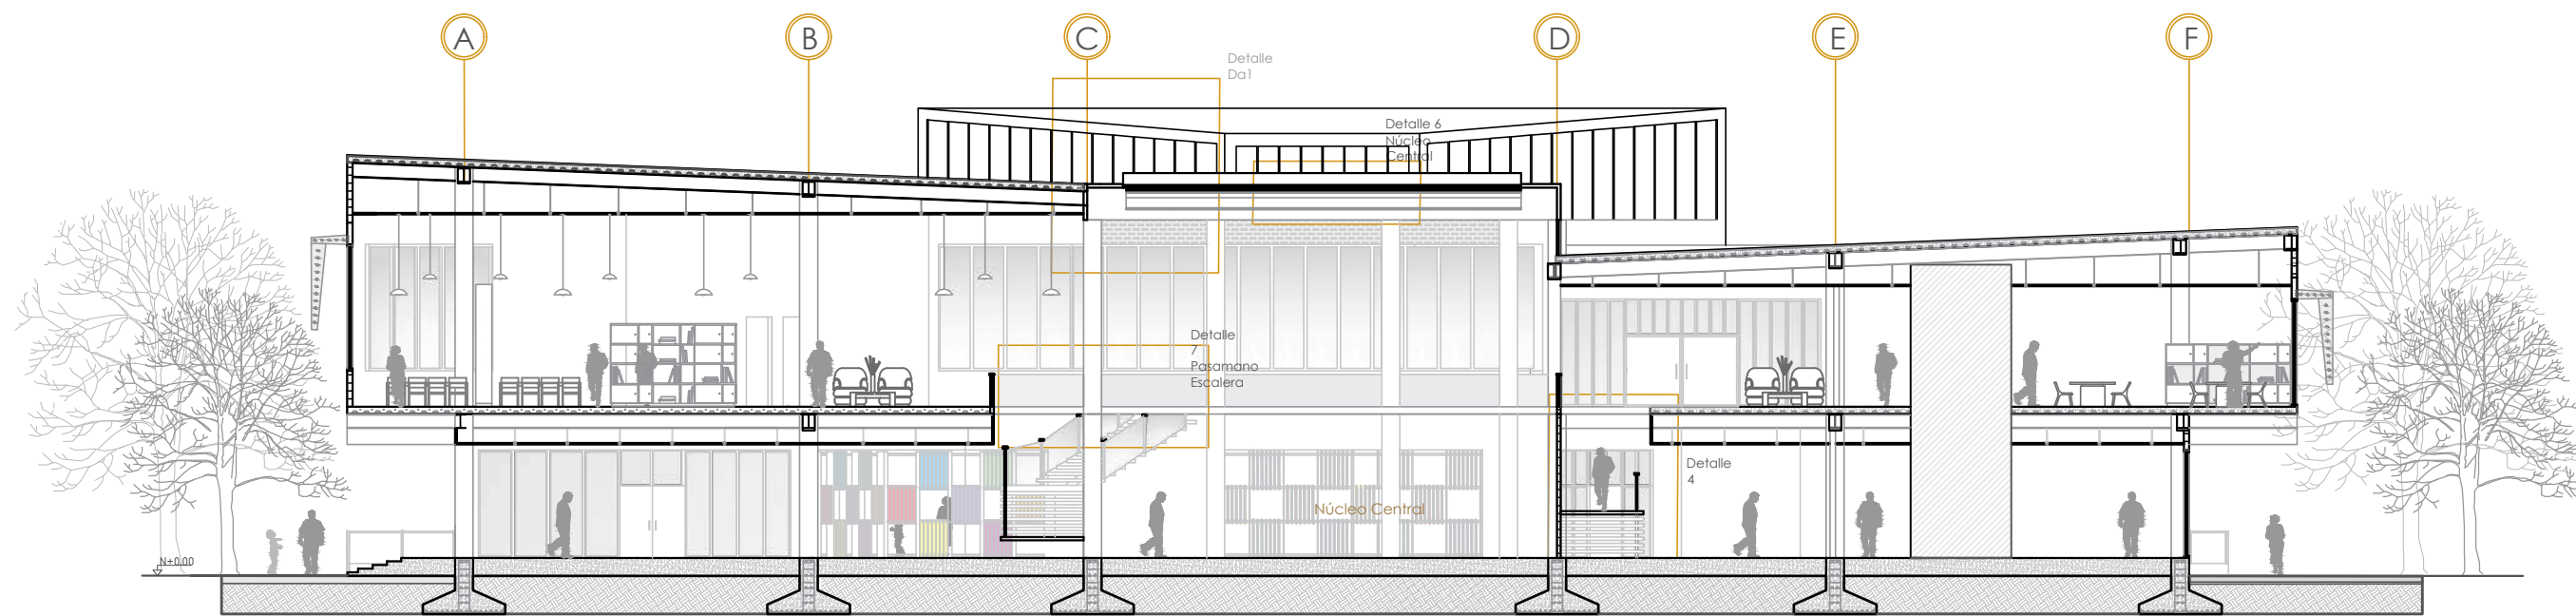 A
B
C
D
E
F
Detalle
Da1
Detalle 6
Núcleo
Central
Detalle
7
Pasamano
Escalera
Detalle
4
Núcleo Central
N+0.00